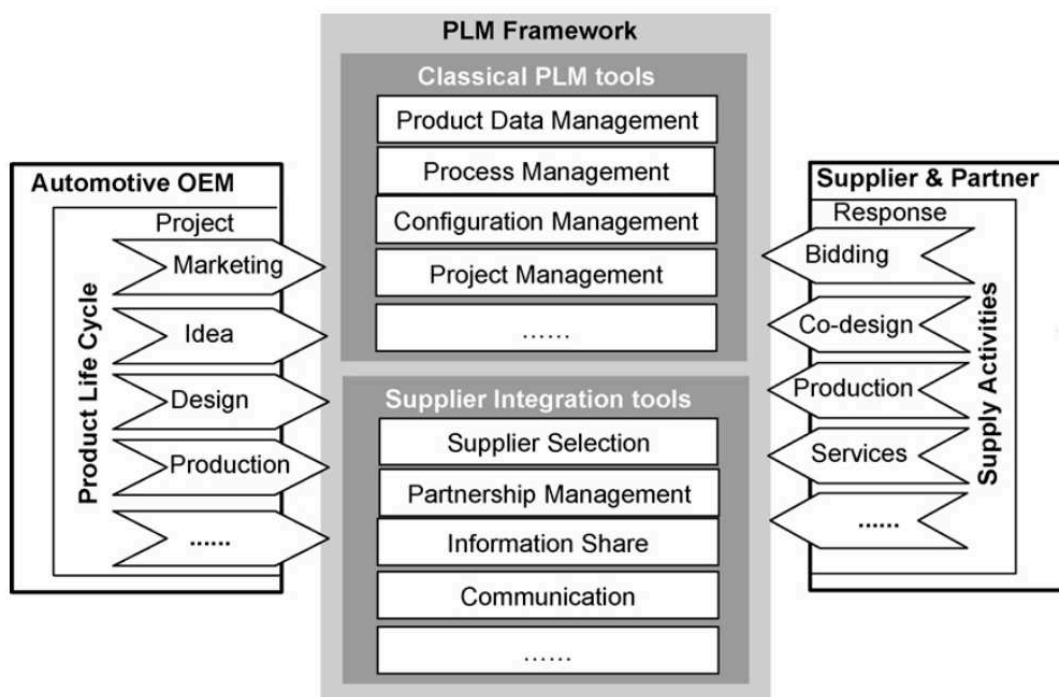 PLM Framework
Classical PLM tools
Product Data Management
Process Management
Configuration Management
Project Management
......
Supplier Integration tools
Supplier Selection
Partnership Management
Information Share
Communication
......
Automotive OEM
Project
Product Life Cycle
Marketing
Idea
Design
Production
......
Supplier & Partner
Response
Bidding
Co-design
Production
Services
......
Supply Activities